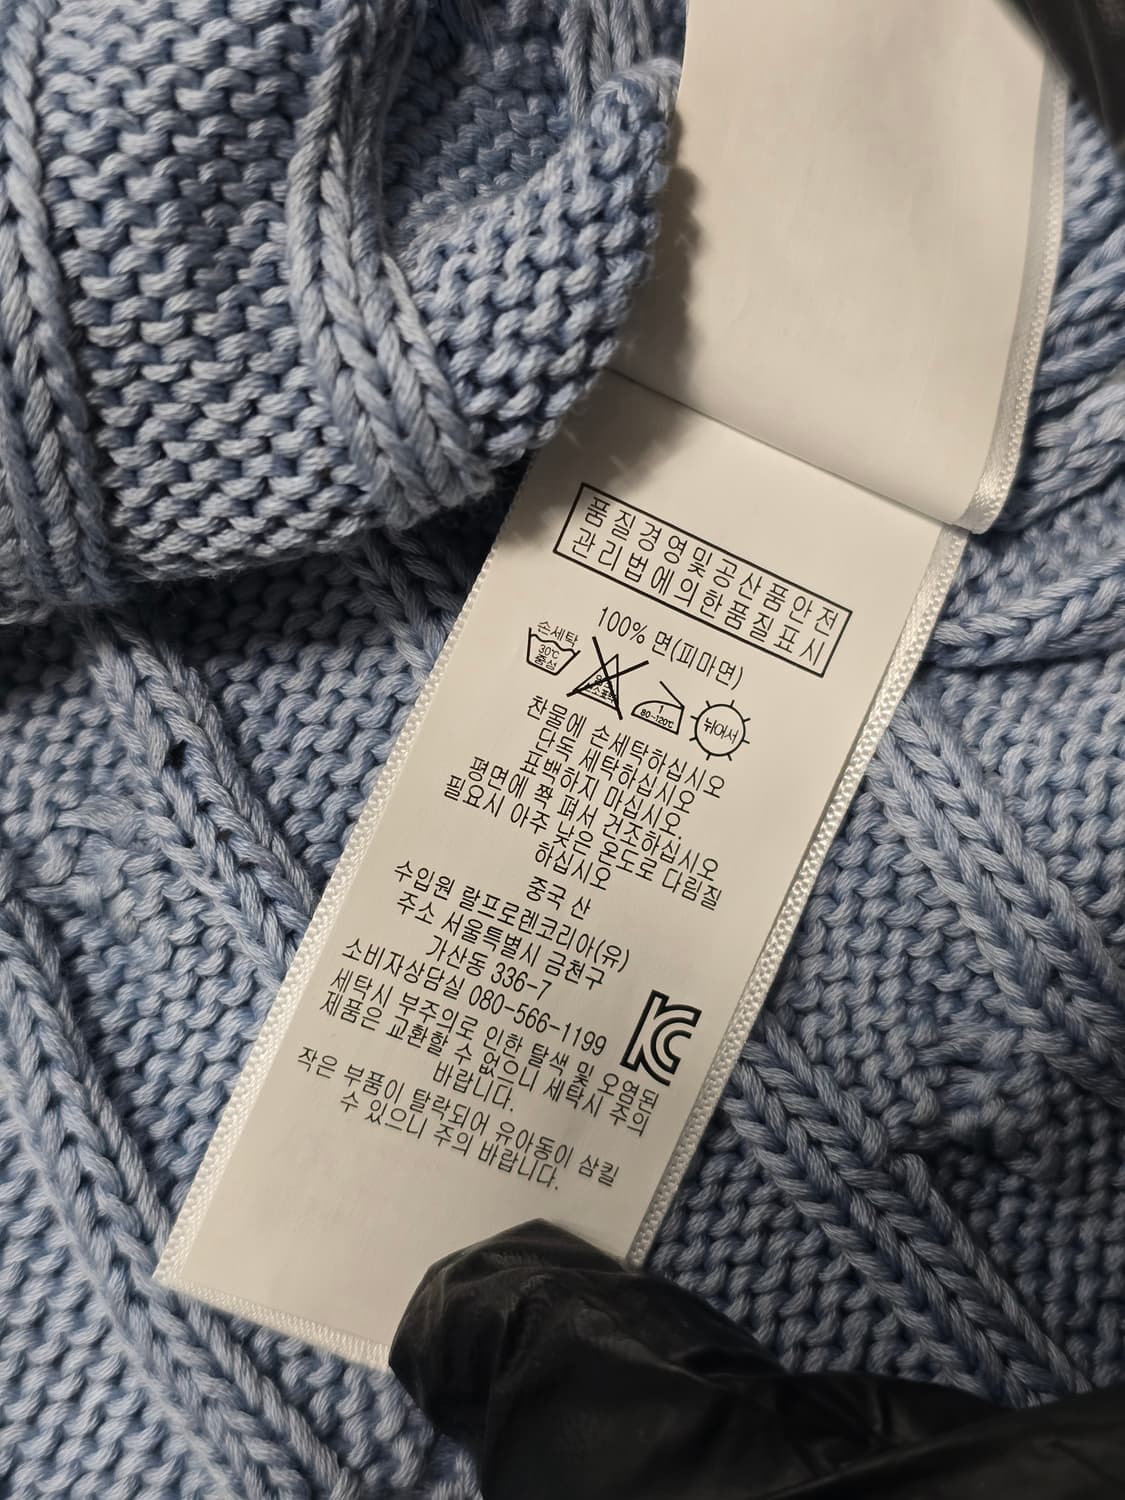 품질경영및공산품안전
관리법에의한품질표시
100% 면(피마면)
손세탁
30℃
중성
80~120℃
뉘어서
찬물에 손세탁하십시오
단독 세탁하십시오
표백하지 마십시오.
평면에 쫙 펴서 건조하십시오
필요시 아주 낮은 온도로 다림질
하십시오
중국 산
수입원 랄프로렌코리아(유)
주소 서울특별시 금천구
가산동 336-7
소비자상담실 080-566-1199
세탁시 부주의로 인한 탈색 및 오염된
제품은 교환할 수 없으니 세탁시 주의
바랍니다.
작은 부품이 탈락되어 유아동이 삼킬
수 있으니 주의 바랍니다.